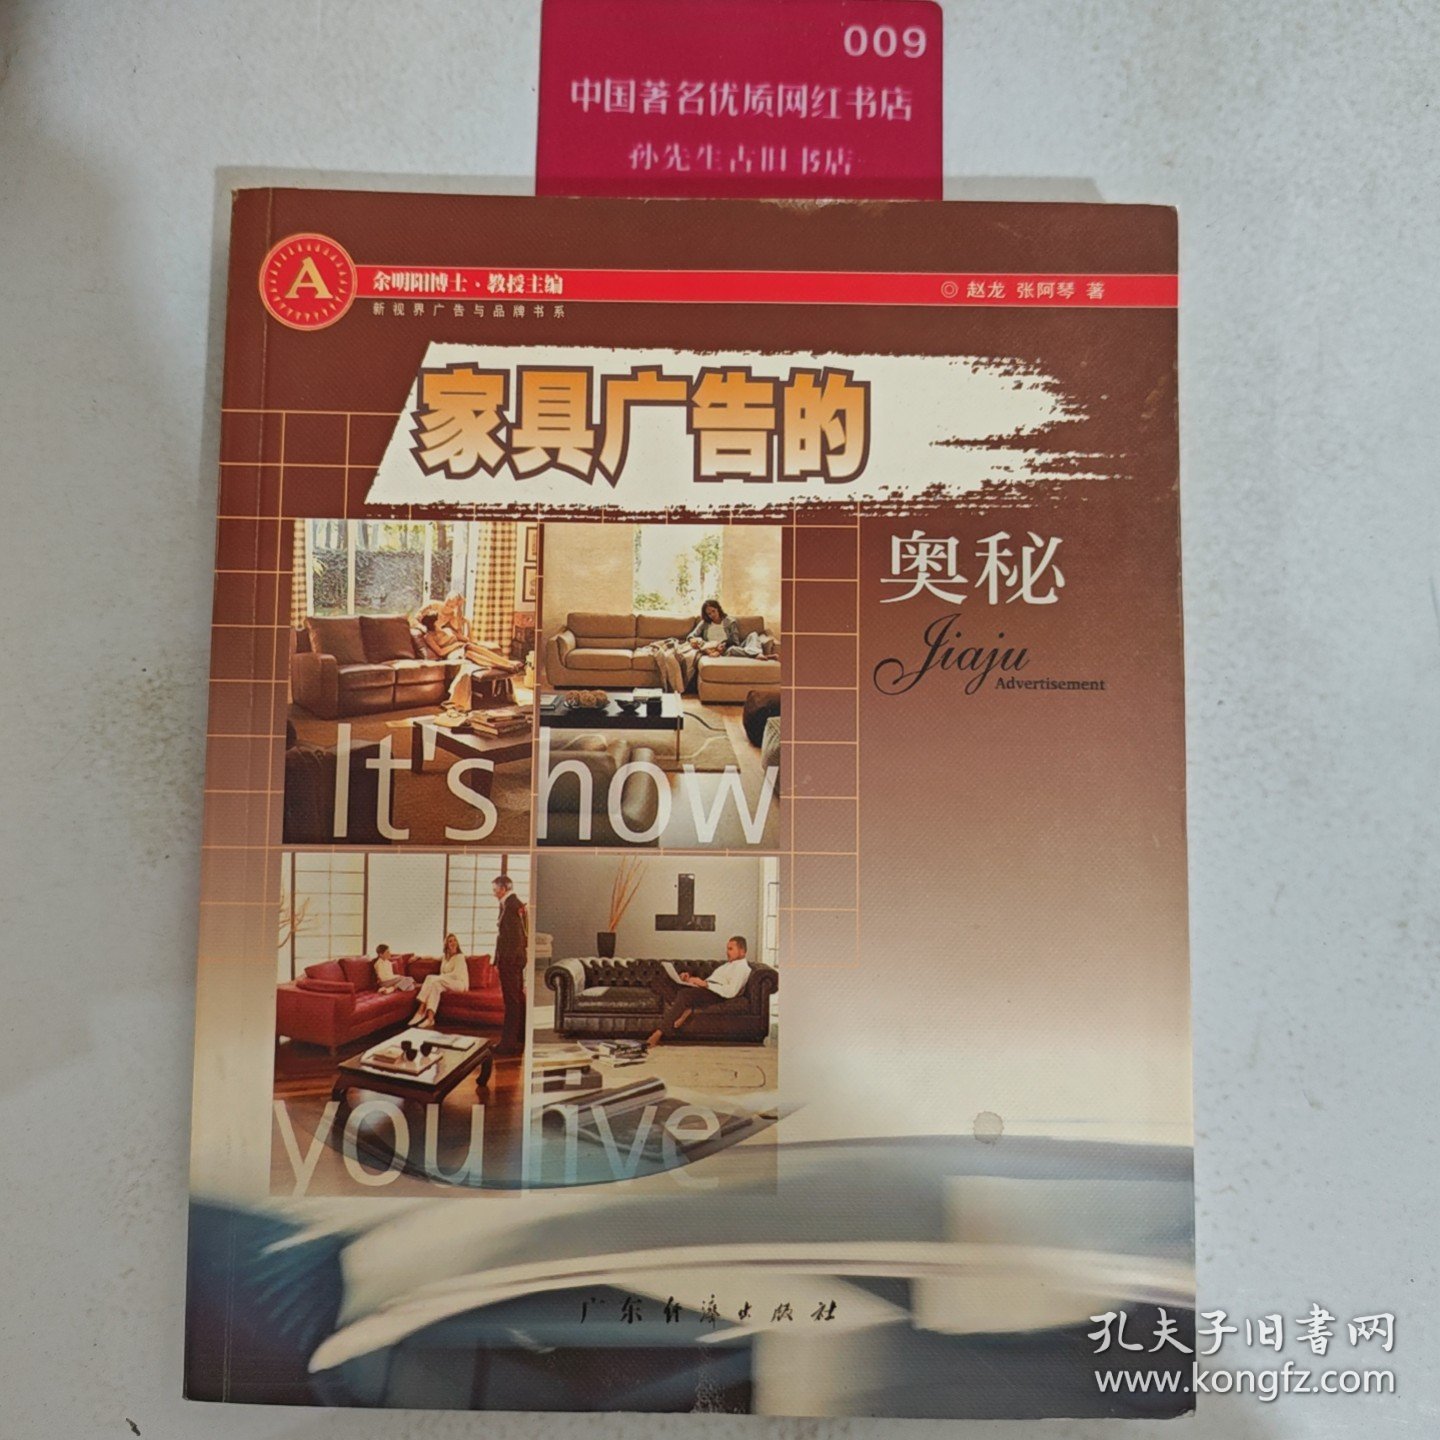 009
中国著名优质网红书店
孙先生古旧书店
A
余明阳博士·教授主编
◎ 赵龙 张阿琴 著
新视界广告与品牌书系
家具广告的
奥秘
Jiaju
Advertisement
It's how
you live
广东经济出版社
孔夫子旧书网
www.kongfz.com